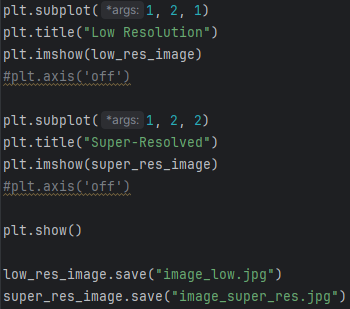 plt.subplot( *args: 1, 2, 1)
plt.title("Low Resolution")
plt.imshow(low_res_image)
#plt.axis('off')
plt.subplot( *args: 1, 2, 2)
plt.title("Super-Resolved")
plt.imshow(super_res_image)
#plt.axis('off')
plt.show()
low_res_image.save("image_low.jpg")
super_res_image.save("image_super_res.jpg")